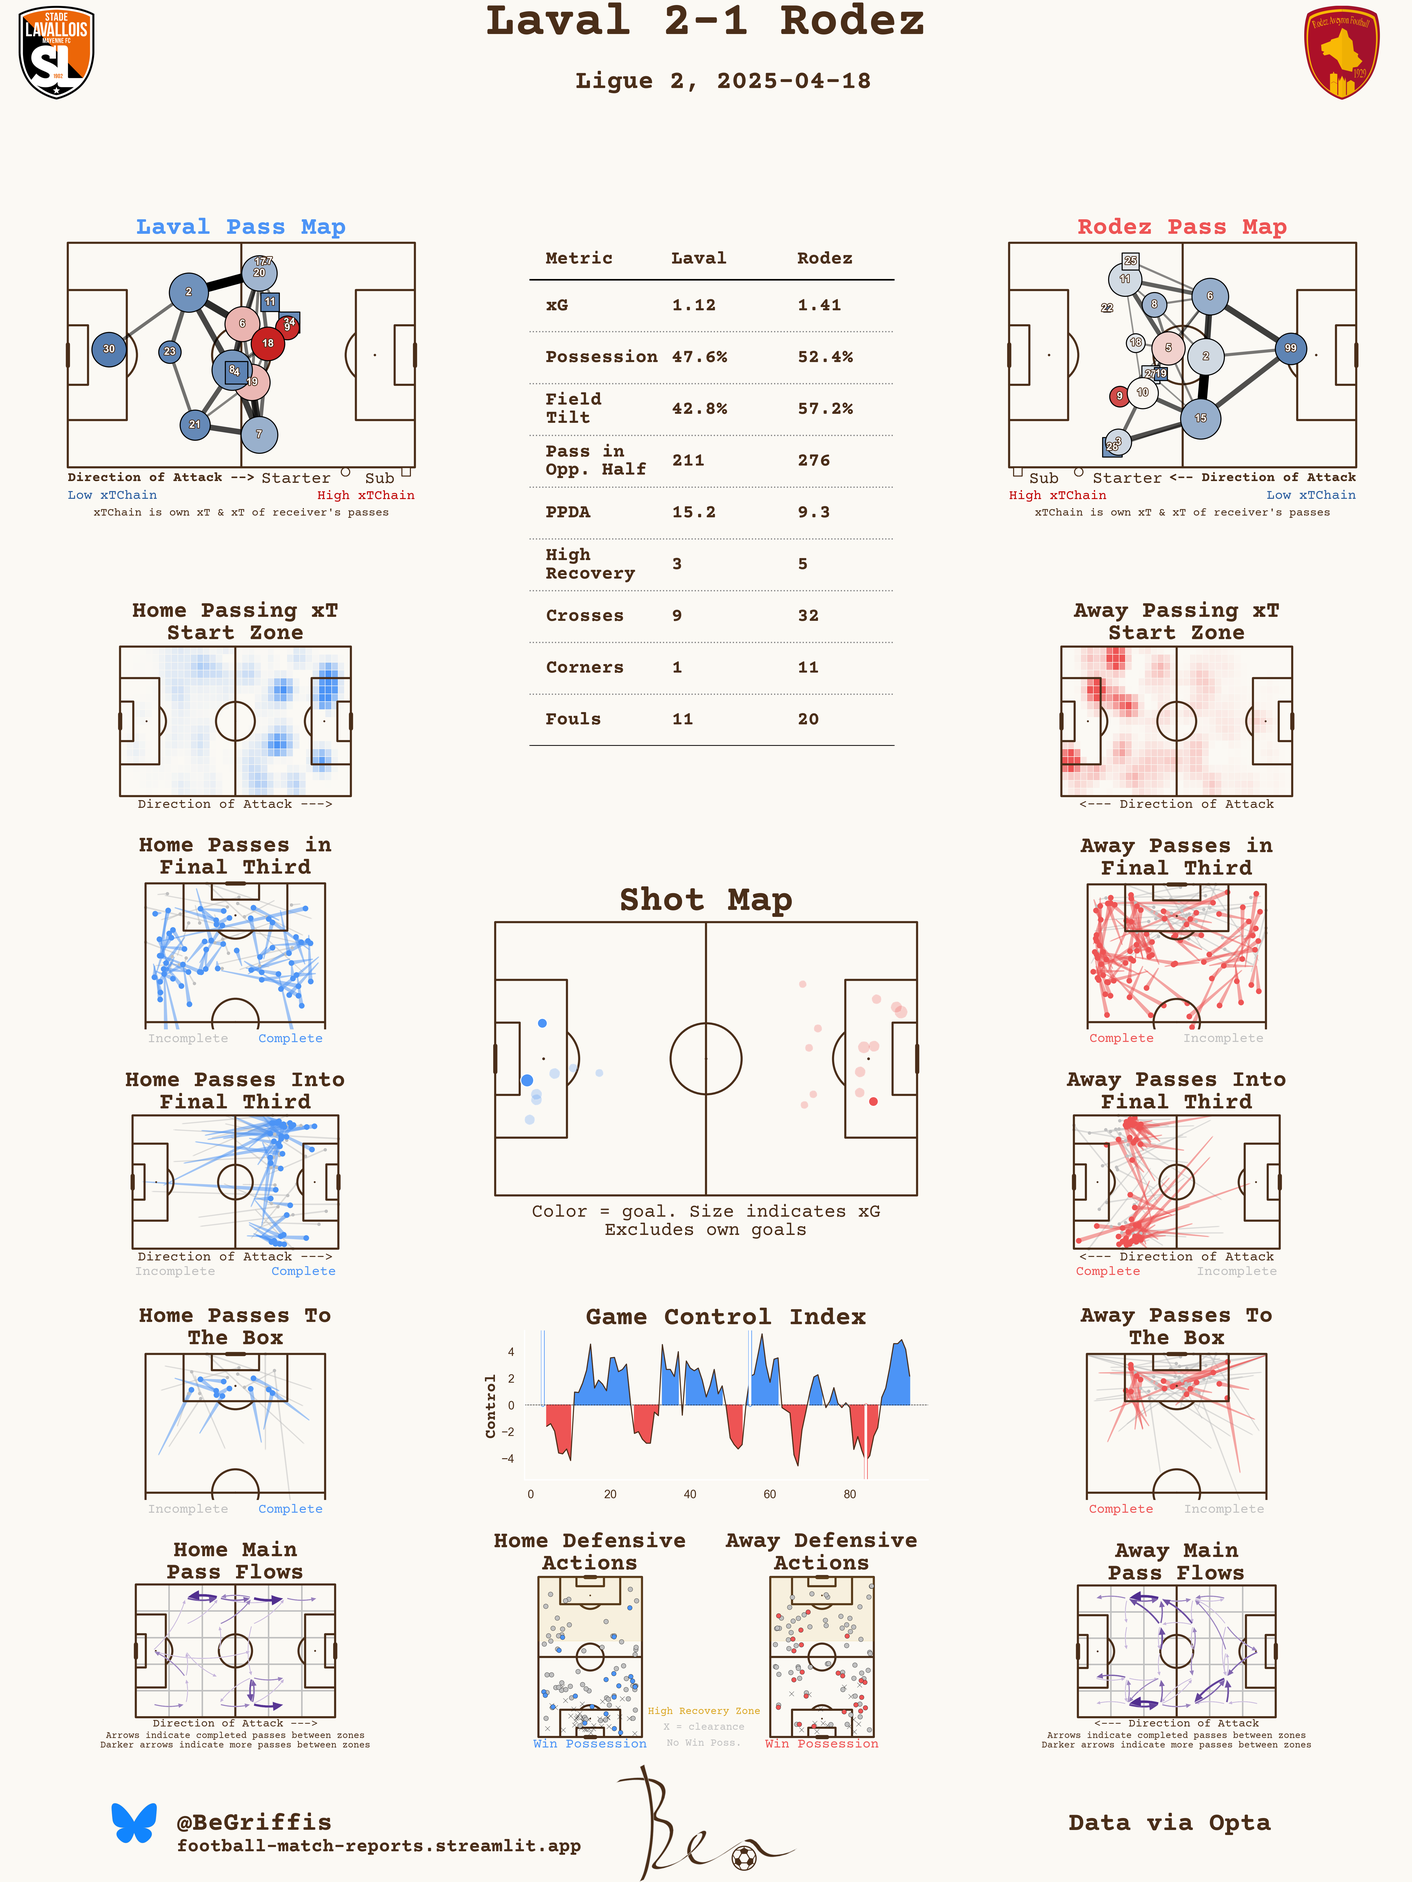 Laval 2-1 Rodez
Ligue 2, 2025-04-18
STADE
LAVALLOIS
MAYENNE FC
SL
1902
Rodez Aveyron Football
1929
Laval Pass Map
2
20
11
6
9
18
30
23
8
4
19
21
7
Direction of Attack --> Starter Sub
Low xTChain High xTChain
xTChain is own xT & xT of receiver's passes
Metric Laval Rodez
xG 1.12 1.41
Possession 47.6% 52.4%
Field
Tilt 42.8% 57.2%
Pass in
Opp. Half 211 276
PPDA 15.2 9.3
High
Recovery 3 5
Crosses 9 32
Corners 1 11
Fouls 11 20
Rodez Pass Map
25
11
6
8
22
18
5
2
99
19
9
10
15
3
Sub Starter <-- Direction of Attack
High xTChain Low xTChain
xTChain is own xT & xT of receiver's passes
Home Passing xT
Start Zone
Direction of Attack --->
Away Passing xT
Start Zone
<--- Direction of Attack
Home Passes in
Final Third
Incomplete Complete
Away Passes in
Final Third
Complete Incomplete
Shot Map
Color = goal. Size indicates xG
Excludes own goals
Home Passes Into
Final Third
Direction of Attack --->
Incomplete Complete
Away Passes Into
Final Third
<--- Direction of Attack
Complete Incomplete
Home Passes To
The Box
Incomplete Complete
Game Control Index
Control
4
2
0
−2
−4
0 20 40 60 80
Away Passes To
The Box
Complete Incomplete
Home Main
Pass Flows
Direction of Attack --->
Arrows indicate completed passes between zones
Darker arrows indicate more passes between zones
Home Defensive
Actions
Win Possession
Away Defensive
Actions
Win Possession
High Recovery Zone
X = clearance
No Win Poss.
Away Main
Pass Flows
<--- Direction of Attack
Arrows indicate completed passes between zones
Darker arrows indicate more passes between zones
@BeGriffis
football-match-reports.streamlit.app
Ben
Data via Opta